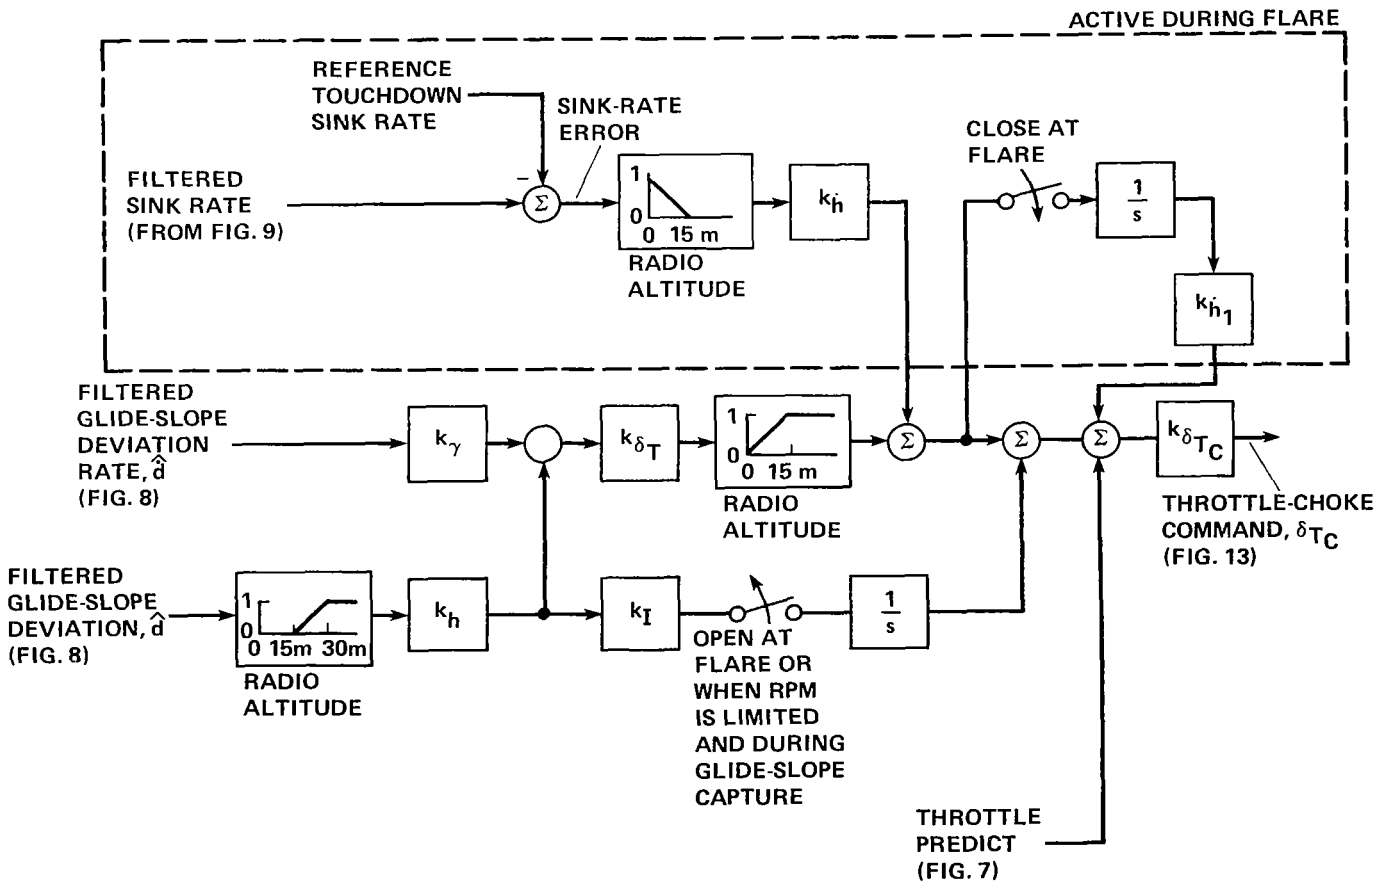 ACTIVE DURING FLARE
REFERENCE
TOUCHDOWN
SINK RATE
SINK-RATE
ERROR
FILTERED
SINK RATE
(FROM FIG. 9)
−
Σ
1
0
0 15 m
RADIO
ALTITUDE
kḣ
CLOSE AT
FLARE
1
s
kḣ1
FILTERED
GLIDE-SLOPE
DEVIATION
RATE, d̂̇
(FIG. 8)
kγ
kδT
1
0
0 15 m
RADIO
ALTITUDE
Σ
Σ
Σ
kδTC
THROTTLE-CHOKE
COMMAND, δTC
(FIG. 13)
FILTERED
GLIDE-SLOPE
DEVIATION, d̂
(FIG. 8)
1
0
0 15m 30m
RADIO
ALTITUDE
kh
kI
OPEN AT
FLARE OR
WHEN RPM
IS LIMITED
AND DURING
GLIDE-SLOPE
CAPTURE
1
s
THROTTLE
PREDICT
(FIG. 7)